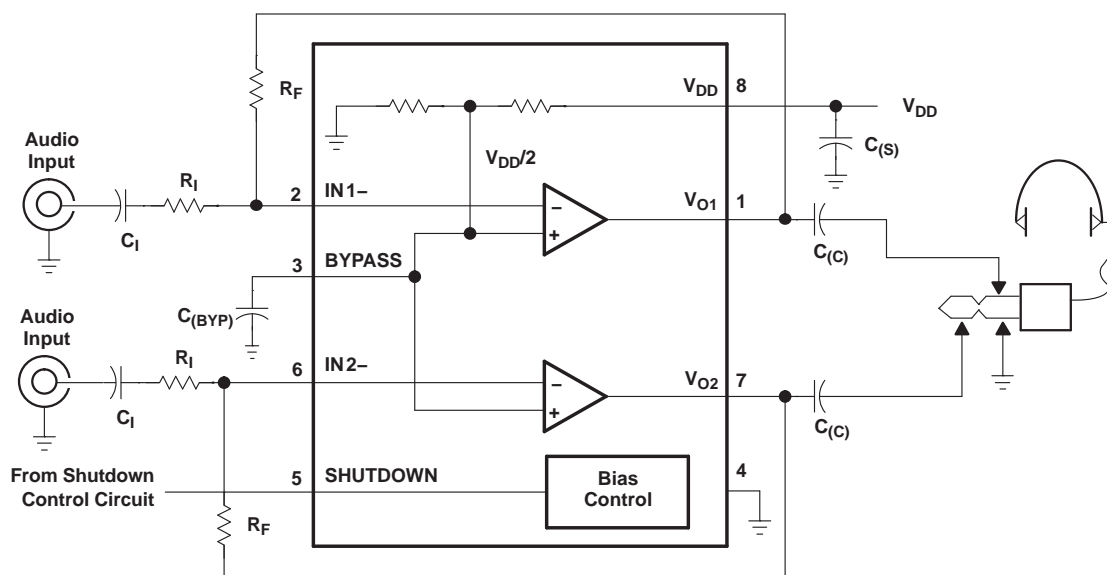 RF
VDD
8
VDD
Audio
Input
C(S)
VDD/2
RI
2
IN1–
VO1
1
–
+
CI
C(C)
3
BYPASS
Audio
Input
C(BYP)
RI
6
IN2–
VO2
7
–
+
CI
C(C)
From Shutdown
Control Circuit
5
SHUTDOWN
Bias
Control
4
RF